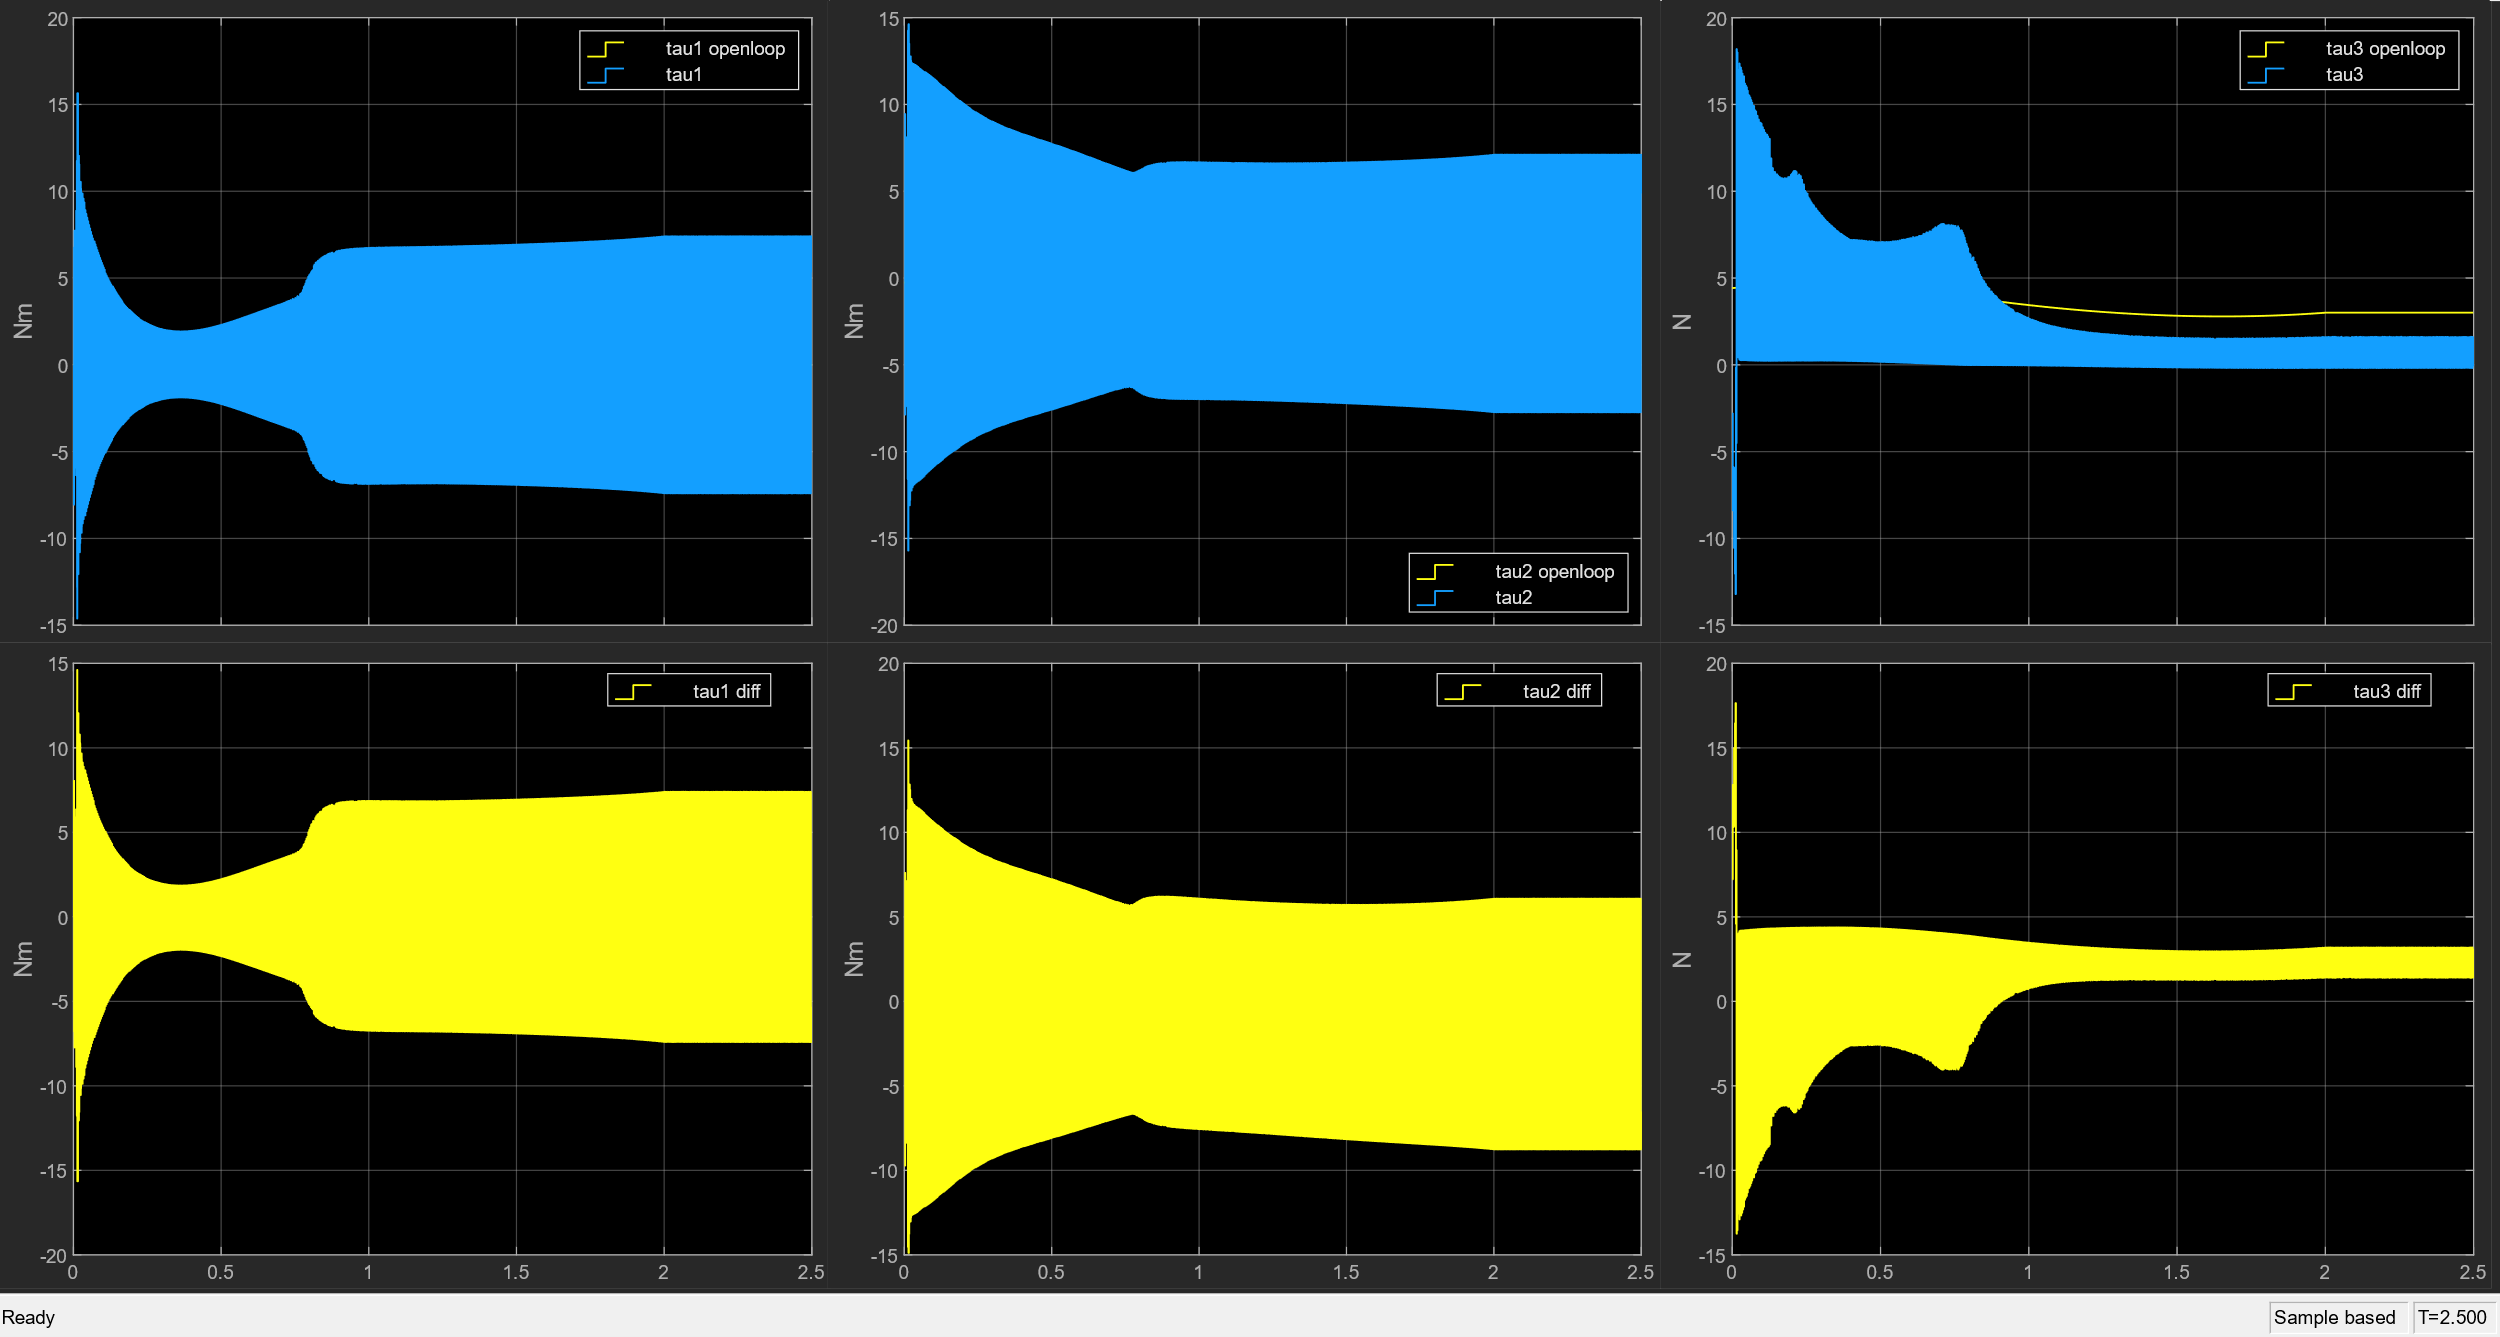 20
15
10
5
0
-5
-10
-15
Nm
tau1 openloop
tau1
15
10
5
0
-5
-10
-15
-20
Nm
tau2 openloop
tau2
20
15
10
5
0
-5
-10
-15
N
tau3 openloop
tau3
15
10
5
0
-5
-10
-15
-20
Nm
tau1 diff
0 0.5 1 1.5 2 2.5
20
15
10
5
0
-5
-10
-15
Nm
tau2 diff
0 0.5 1 1.5 2 2.5
20
15
10
5
0
-5
-10
-15
N
tau3 diff
0 0.5 1 1.5 2 2.5
Ready
Sample based T=2.500